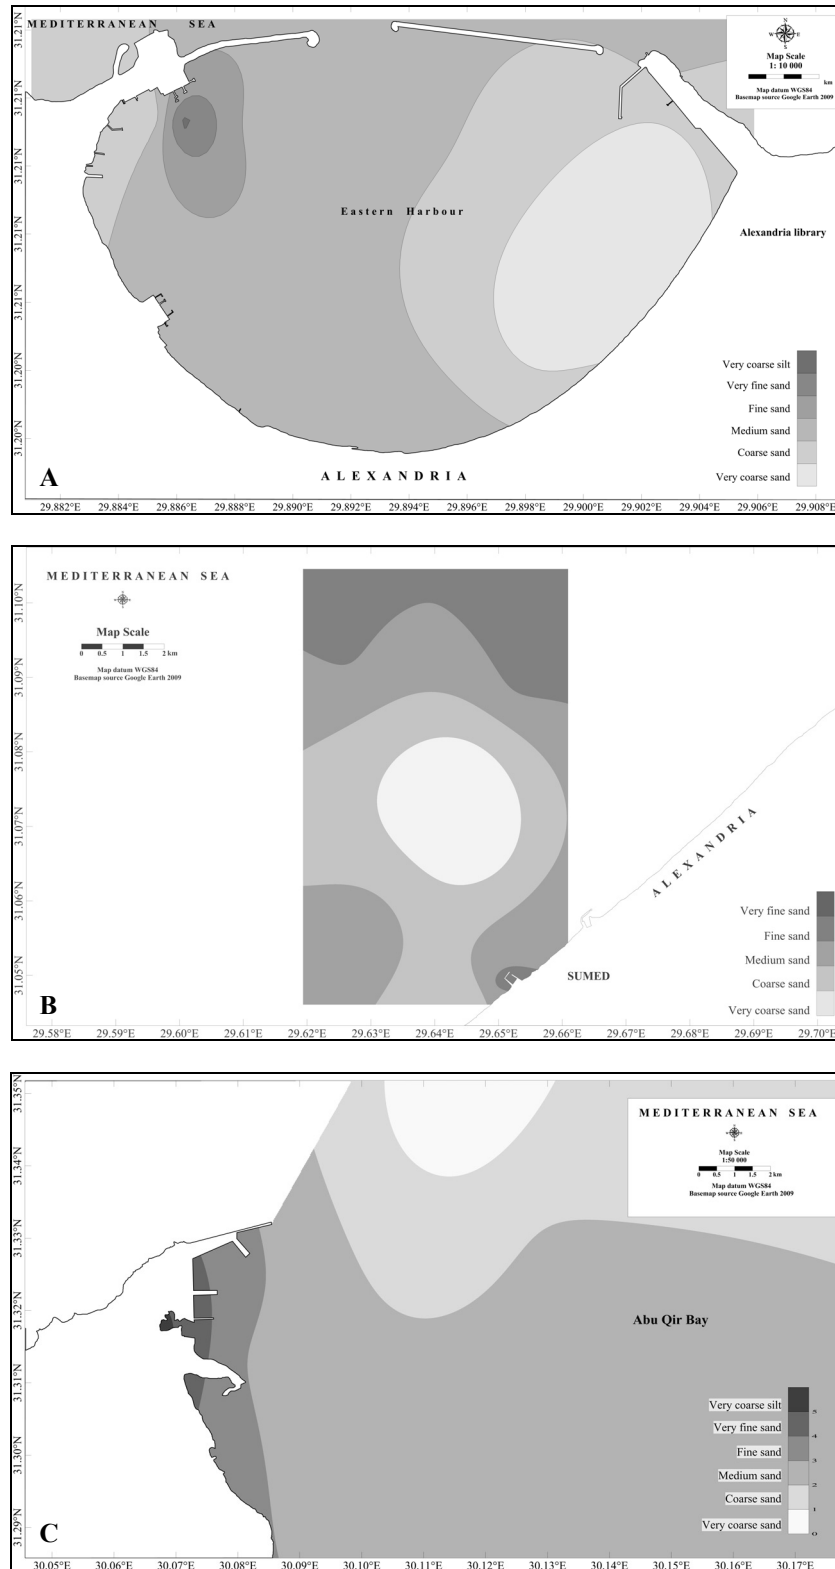 MEDITERRANEAN SEA
N
W E
S
Map Scale
1: 10 000
km
Map datum WGS84
Basemap source Google Earth 2009
Eastern Harbour
Alexandria library
Very coarse silt
Very fine sand
Fine sand
Medium sand
Coarse sand
Very coarse sand
ALEXANDRIA
A
31.21°N
31.21°N
31.21°N
31.21°N
31.21°N
31.20°N
31.20°N
29.882°E 29.884°E 29.886°E 29.888°E 29.890°E 29.892°E 29.894°E 29.896°E 29.898°E 29.900°E 29.902°E 29.904°E 29.906°E 29.908°E
MEDITERRANEAN SEA
Map Scale
0 0.5 1 1.5 2 km
Map datum WGS84
Basemap source Google Earth 2009
ALEXANDRIA
SUMED
Very fine sand
Fine sand
Medium sand
Coarse sand
Very coarse sand
B
31.10°N
31.09°N
31.08°N
31.07°N
31.06°N
31.05°N
29.58°E 29.59°E 29.60°E 29.62°E 29.63°E 29.64°E 29.65°E 29.66°E 29.67°E 29.68°E 29.69°E 29.70°E
MEDITERRANEAN SEA
Map Scale
1:50 000
0 0.5 1 1.5 2 km
Map datum WGS84
Basemap source Google Earth 2009
Abu Qir Bay
Very coarse silt
Very fine sand
Fine sand
Medium sand
Coarse sand
Very coarse sand
5
4
3
2
1
0
C
31.35°N
31.34°N
31.33°N
31.32°N
31.31°N
31.30°N
31.29°N
30.05°E 30.06°E 30.07°E 30.08°E 30.09°E 30.10°E 30.11°E 30.12°E 30.13°E 30.14°E 30.15°E 30.16°E 30.17°E